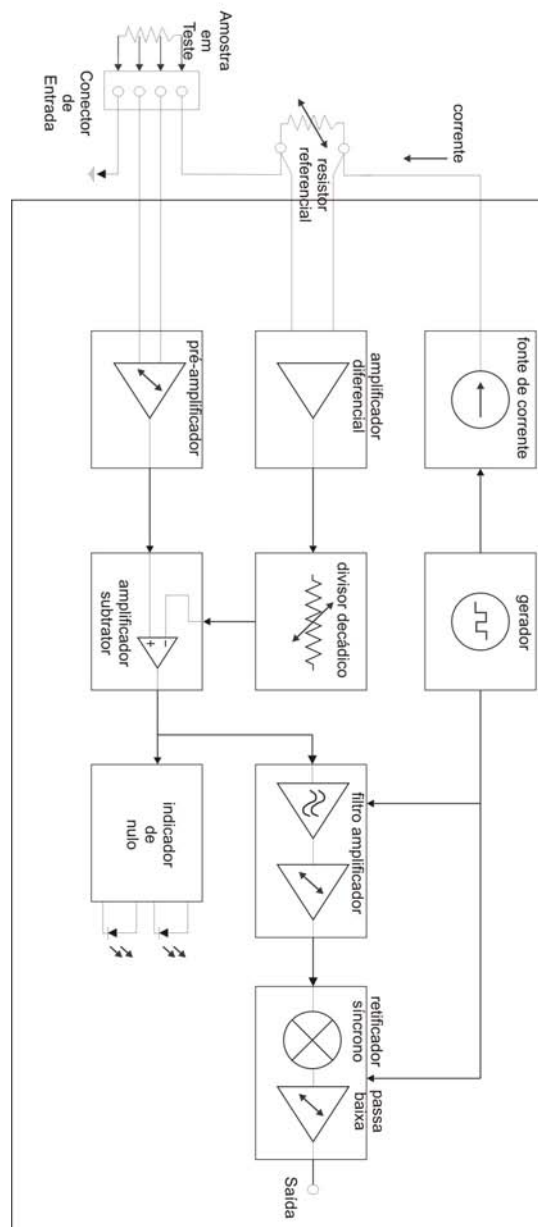 corrente
fonte de corrente
gerador
resistor
referencial
amplificador
diferencial
divisor decádico
filtro amplificador
retificador
síncrono
passa
baixa
Saída
Amostra
em
Teste
Conector
de
Entrada
pré-amplificador
−
+
amplificador
subtrator
indicador
de
nulo